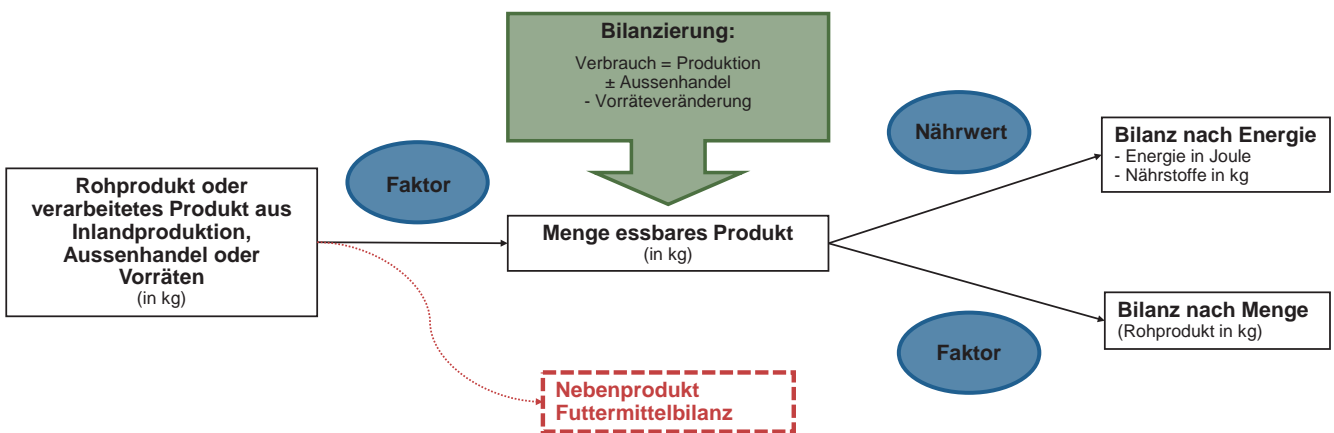 Bilanzierung:
Verbrauch = Produktion
± Aussenhandel
- Vorräteveränderung
Rohprodukt oder
verarbeitetes Produkt aus
Inlandproduktion,
Aussenhandel oder
Vorräten
(in kg)
Faktor
Menge essbares Produkt
(in kg)
Nährwert
Bilanz nach Energie
- Energie in Joule
- Nährstoffe in kg
Faktor
Bilanz nach Menge
(Rohprodukt in kg)
Nebenprodukt
Futtermittelbilanz